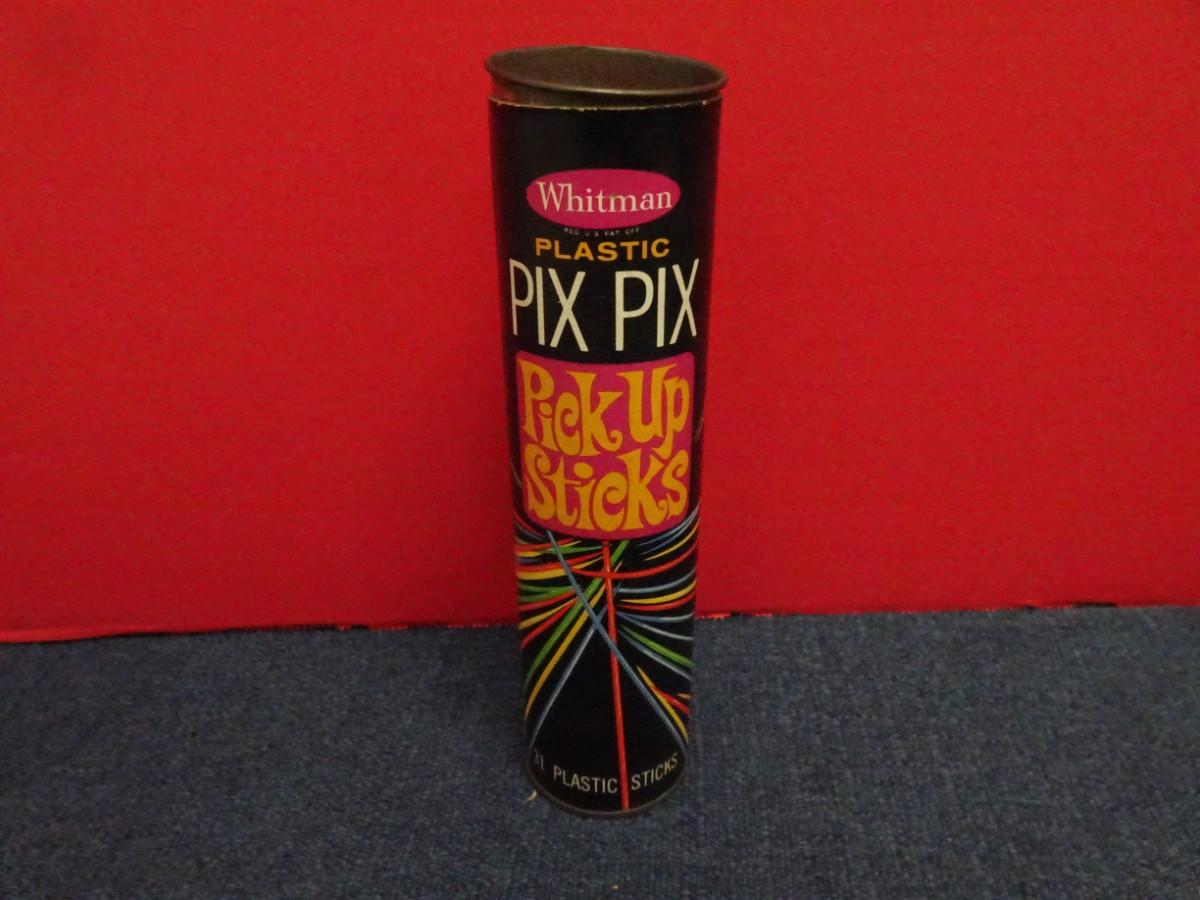 Whitman
REG U.S. PAT. OFF.
PLASTIC
PIX PIX
Pick Up
Sticks
31 PLASTIC STICKS